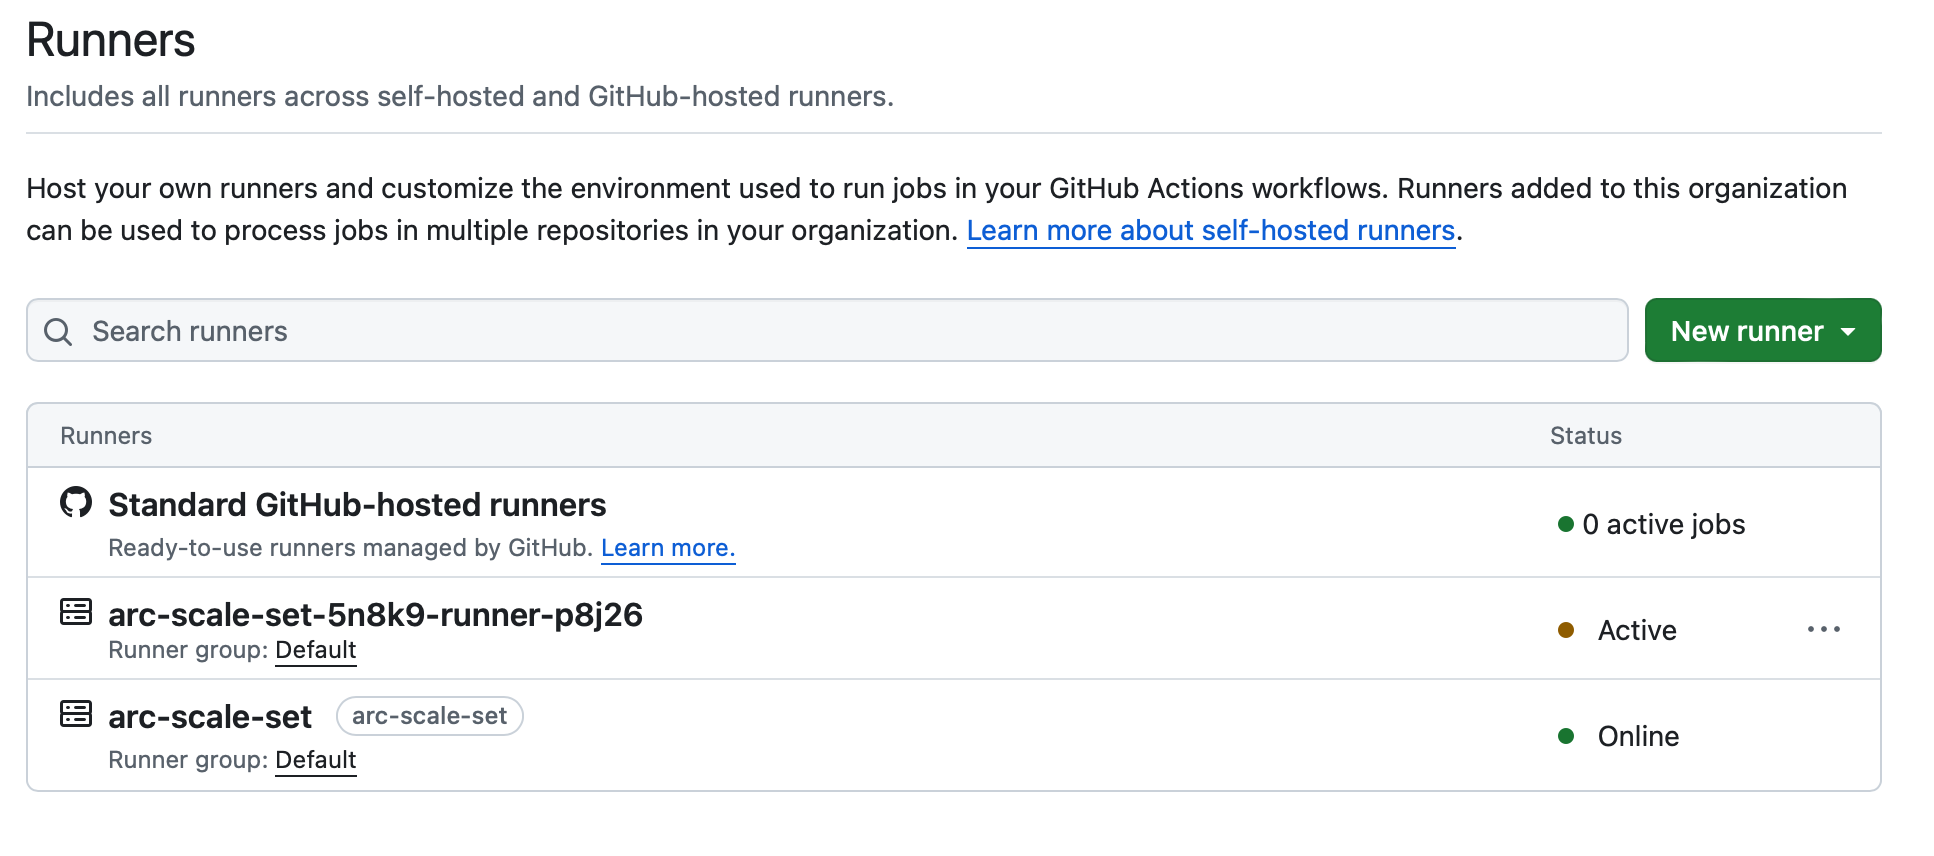 Runners
Includes all runners across self-hosted and GitHub-hosted runners.
Host your own runners and customize the environment used to run jobs in your GitHub Actions workflows. Runners added to this organization
can be used to process jobs in multiple repositories in your organization. Learn more about self-hosted runners.
Search runners
New runner
Runners Status
Standard GitHub-hosted runners
Ready-to-use runners managed by GitHub. Learn more.
0 active jobs
arc-scale-set-5n8k9-runner-p8j26
Runner group: Default
Active
arc-scale-set arc-scale-set
Runner group: Default
Online